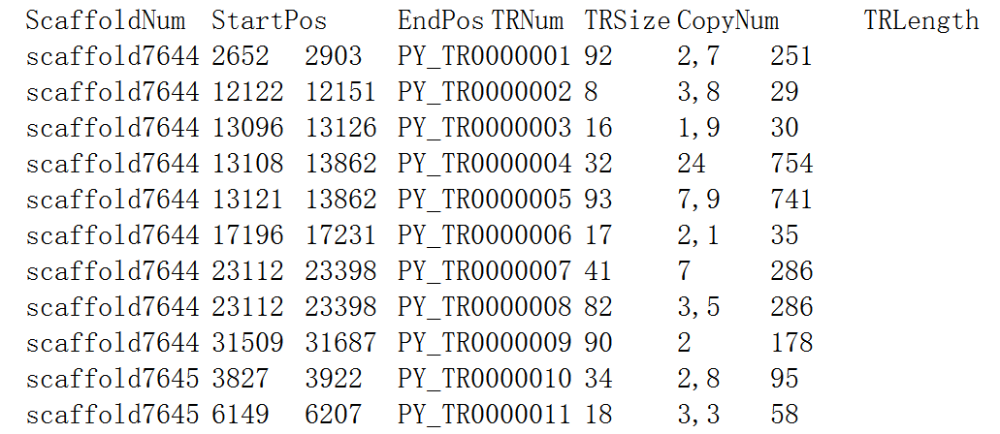 ScaffoldNum StartPos EndPos TRNum TRSize CopyNum TRLength
scaffold7644 2652 2903 PY_TR0000001 92 2,7 251
scaffold7644 12122 12151 PY_TR0000002 8 3,8 29
scaffold7644 13096 13126 PY_TR0000003 16 1,9 30
scaffold7644 13108 13862 PY_TR0000004 32 24 754
scaffold7644 13121 13862 PY_TR0000005 93 7,9 741
scaffold7644 17196 17231 PY_TR0000006 17 2,1 35
scaffold7644 23112 23398 PY_TR0000007 41 7 286
scaffold7644 23112 23398 PY_TR0000008 82 3,5 286
scaffold7644 31509 31687 PY_TR0000009 90 2 178
scaffold7645 3827 3922 PY_TR0000010 34 2,8 95
scaffold7645 6149 6207 PY_TR0000011 18 3,3 58